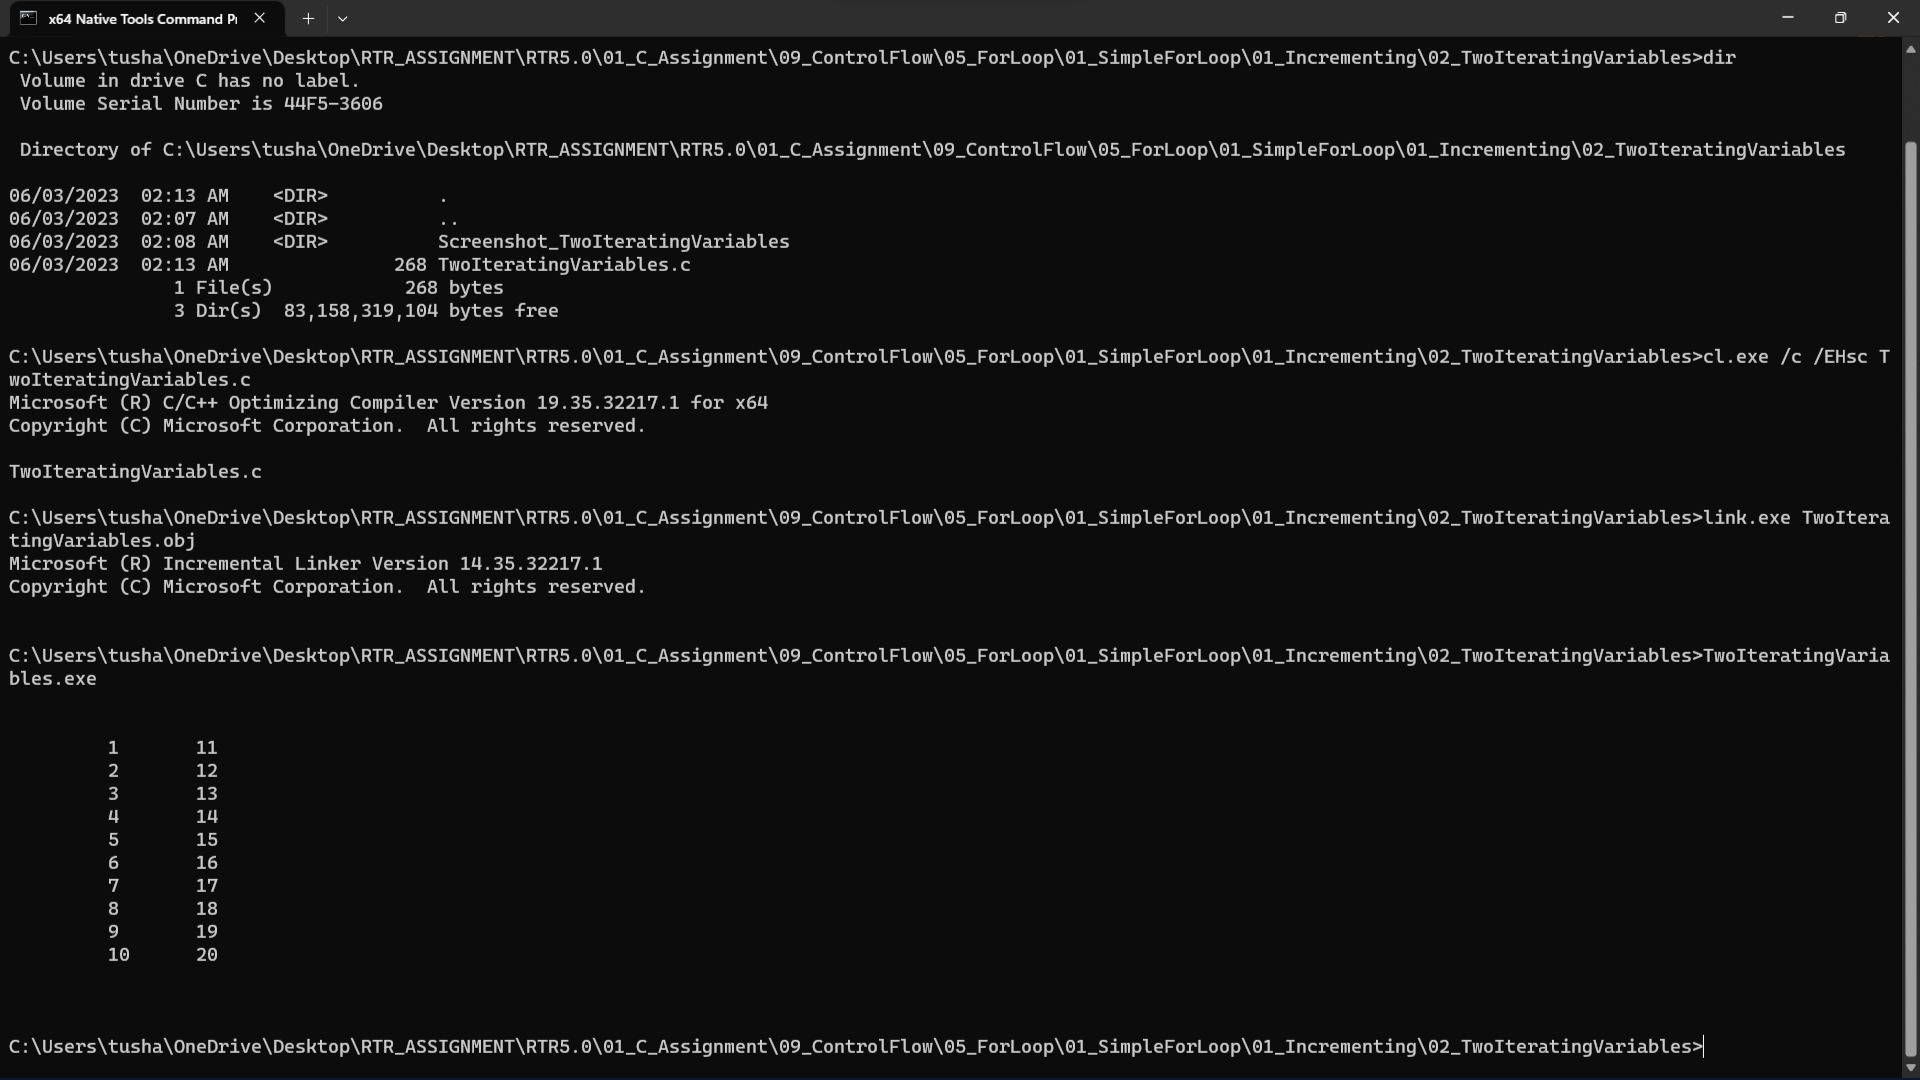 x64 Native Tools Command Pr
C:\Users\tusha\OneDrive\Desktop\RTR_ASSIGNMENT\RTR5.0\01_C_Assignment\09_ControlFlow\05_ForLoop\01_SimpleForLoop\01_Incrementing\02_TwoIteratingVariables>dir
Volume in drive C has no label.
Volume Serial Number is 44F5-3606
Directory of C:\Users\tusha\OneDrive\Desktop\RTR_ASSIGNMENT\RTR5.0\01_C_Assignment\09_ControlFlow\05_ForLoop\01_SimpleForLoop\01_Incrementing\02_TwoIteratingVariables
06/03/2023  02:13 AM    <DIR>          .
06/03/2023  02:07 AM    <DIR>          ..
06/03/2023  02:08 AM    <DIR>          Screenshot_TwoIteratingVariables
06/03/2023  02:13 AM               268 TwoIteratingVariables.c
1 File(s)            268 bytes
3 Dir(s)  83,158,319,104 bytes free
C:\Users\tusha\OneDrive\Desktop\RTR_ASSIGNMENT\RTR5.0\01_C_Assignment\09_ControlFlow\05_ForLoop\01_SimpleForLoop\01_Incrementing\02_TwoIteratingVariables>cl.exe /c /EHsc T
woIteratingVariables.c
Microsoft (R) C/C++ Optimizing Compiler Version 19.35.32217.1 for x64
Copyright (C) Microsoft Corporation.  All rights reserved.
TwoIteratingVariables.c
C:\Users\tusha\OneDrive\Desktop\RTR_ASSIGNMENT\RTR5.0\01_C_Assignment\09_ControlFlow\05_ForLoop\01_SimpleForLoop\01_Incrementing\02_TwoIteratingVariables>link.exe TwoItera
tingVariables.obj
Microsoft (R) Incremental Linker Version 14.35.32217.1
Copyright (C) Microsoft Corporation.  All rights reserved.
C:\Users\tusha\OneDrive\Desktop\RTR_ASSIGNMENT\RTR5.0\01_C_Assignment\09_ControlFlow\05_ForLoop\01_SimpleForLoop\01_Incrementing\02_TwoIteratingVariables>TwoIteratingVaria
bles.exe
1       11
2       12
3       13
4       14
5       15
6       16
7       17
8       18
9       19
10      20
C:\Users\tusha\OneDrive\Desktop\RTR_ASSIGNMENT\RTR5.0\01_C_Assignment\09_ControlFlow\05_ForLoop\01_SimpleForLoop\01_Incrementing\02_TwoIteratingVariables>